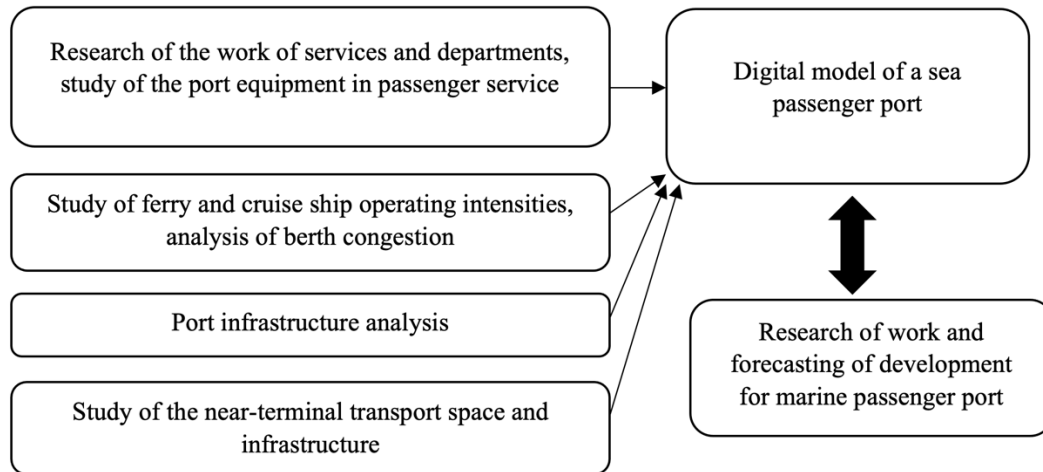 Research of the work of services and departments,
study of the port equipment in passenger service
Digital model of a sea
passenger port
Study of ferry and cruise ship operating intensities,
analysis of berth congestion
Port infrastructure analysis
Study of the near-terminal transport space and
infrastructure
Research of work and
forecasting of development
for marine passenger port